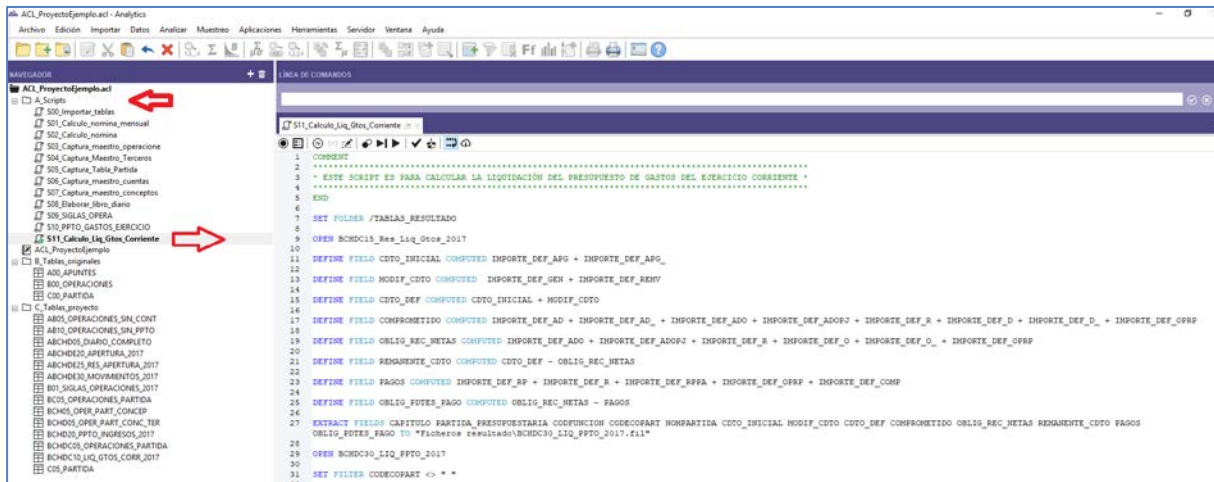 ACL_ProyectoEjemplo.acl - Analytics
Archivo Edición Importar Datos Analizar Muestreo Aplicaciones Herramientas Servidor Ventana Ayuda
NAVEGADOR
ACL_ProyectoEjemplo.acl
A_Scripts
S00_Importar_tablas
S01_Calculo_nomina_mensual
S02_Calculo_nomina
S03_Captura_maestro_operacione
S04_Captura_Maestro_Terceros
S05_Captura_Tabla_Partida
S06_Captura_maestro_cuentas
S07_Captura_maestro_conceptos
S08_Elaborar_libro_diario
S09_SIGLAS_OPERA
S10_PPTO_GASTOS_EJERCICIO
S11_Calculo_Liq_Gtos_Corriente
ACL_ProyectoEjemplo
B_Tablas_originales
A00_APUNTES
B00_OPERACIONES
C00_PARTIDA
C_Tablas_proyecto
AB05_OPERACIONES_SIN_CONT
AB10_OPERACIONES_SIN_PPTO
ABCHD05_DIARIO_COMPLETO
ABCHDE20_APERTURA_2017
ABCHDE25_RES_APERTURA_2017
ABCHDE30_MOVIMIENTOS_2017
B01_SIGLAS_OPERACIONES_2017
BC05_OPERACIONES_PARTIDA
BCH05_OPER_PART_CONCEP
BCHD05_OPER_PART_CONC_TER
BCHD20_PPTO_INGRESOS_2017
BCHDC05_OPERACIONES_PARTIDA
BCHDC10_LIQ_GTOS_CORR_2017
C05_PARTIDA
LÍNEA DE COMANDOS
S11_Calculo_Liq_Gtos_Corriente
Ff
1 COMMENT
2 ****************************************************************
3 * ESTE SCRIPT ES PARA CALCULAR LA LIQUIDACIÓN DEL PRESUPUESTO DE GASTOS DEL EJERCICIO CORRIENTE *
4 ****************************************************************
5 END
6
7 SET FOLDER /TABLAS_RESULTADO
8
9 OPEN BCHDC15_Res_Liq_Gtos_2017
10
11 DEFINE FIELD CDTO_INICIAL COMPUTED IMPORTE_DEF_APG + IMPORTE_DEF_APG_
12
13 DEFINE FIELD MODIF_CDTO COMPUTED IMPORTE_DEF_GEN + IMPORTE_DEF_REMV
14
15 DEFINE FIELD CDTO_DEF COMPUTED CDTO_INICIAL + MODIF_CDTO
16
17 DEFINE FIELD COMPROMETIDO COMPUTED IMPORTE_DEF_AD + IMPORTE_DEF_AD_ + IMPORTE_DEF_ADO + IMPORTE_DEF_ADOPJ + IMPORTE_DEF_R + IMPORTE_DEF_D + IMPORTE_DEF_D_ + IMPORTE_DEF_OPRP
18
19 DEFINE FIELD OBLIG_REC_NETAS COMPUTED IMPORTE_DEF_ADO + IMPORTE_DEF_ADOPJ + IMPORTE_DEF_R + IMPORTE_DEF_O + IMPORTE_DEF_O_ + IMPORTE_DEF_OPRP
20
21 DEFINE FIELD REMANENTE_CDTO COMPUTED CDTO_DEF - OBLIG_REC_NETAS
22
23 DEFINE FIELD PAGOS COMPUTED IMPORTE_DEF_RP + IMPORTE_DEF_R + IMPORTE_DEF_RPPA + IMPORTE_DEF_OPRP + IMPORTE_DEF_COMP
24
25 DEFINE FIELD OBLIG_PDTES_PAGO COMPUTED OBLIG_REC_NETAS - PAGOS
26
27 EXTRACT FIELDS CAPITULO PARTIDA_PRESUPUESTARIA CODFUNCION CODECOPART NOMPARTIDA CDTO_INICIAL MODIF_CDTO CDTO_DEF COMPROMETIDO OBLIG_REC_NETAS REMANENTE_CDTO PAGOS
OBLIG_PDTES_PAGO TO "Ficheros resultado\BCHDC30_LIQ_PPTO_2017.fil"
28
29 OPEN BCHDC30_LIQ_PPTO_2017
30
31 SET FILTER CODECOPART <> " "